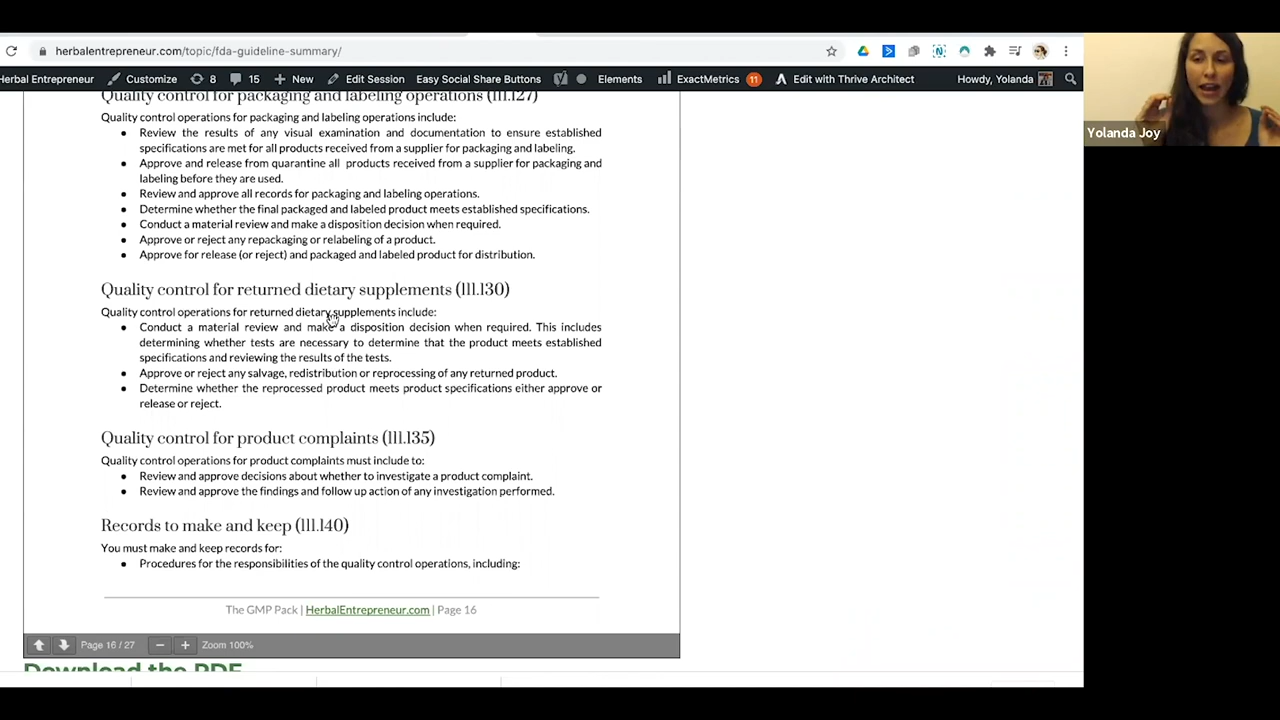 herbalentrepreneur.com/topic/fda-guideline-summary/
Herbal Entrepreneur Customize 8 15 New Edit Session Easy Social Share Buttons Elements ExactMetrics 11 Edit with Thrive Architect Howdy, Yolanda
Yolanda Joy
Quality control for packaging and labeling operations (111.127)
Quality control operations for packaging and labeling operations include:
• Review the results of any visual examination and documentation to ensure established
specifications are met for all products received from a supplier for packaging and labeling.
• Approve and release from quarantine all products received from a supplier for packaging and
labeling before they are used.
• Review and approve all records for packaging and labeling operations.
• Determine whether the final packaged and labeled product meets established specifications.
• Conduct a material review and make a disposition decision when required.
• Approve or reject any repackaging or relabeling of a product.
• Approve for release (or reject) and packaged and labeled product for distribution.
Quality control for returned dietary supplements (111.130)
Quality control operations for returned dietary supplements include:
• Conduct a material review and make a disposition decision when required. This includes
determining whether tests are necessary to determine that the product meets established
specifications and reviewing the results of the tests.
• Approve or reject any salvage, redistribution or reprocessing of any returned product.
• Determine whether the reprocessed product meets product specifications either approve or
release or reject.
Quality control for product complaints (111.135)
Quality control operations for product complaints must include to:
• Review and approve decisions about whether to investigate a product complaint.
• Review and approve the findings and follow up action of any investigation performed.
Records to make and keep (111.140)
You must make and keep records for:
• Procedures for the responsibilities of the quality control operations, including:
The GMP Pack | HerbalEntrepreneur.com | Page 16
Page 16 / 27 Zoom 100%
Download the PDF